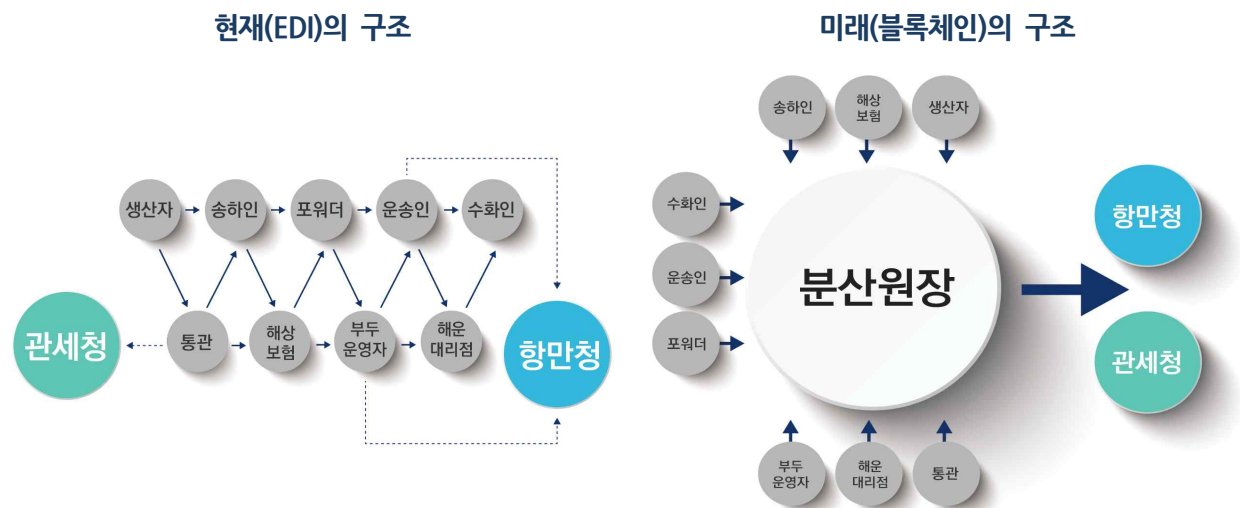 현재(EDI)의 구조
생산자
송하인
포워더
운송인
수화인
관세청
통관
해상
보험
부두
운영자
해운
대리점
항만청
미래(블록체인)의 구조
송하인
해상
보험
생산자
수화인
운송인
포워더
분산원장
항만청
관세청
부두
운영자
해운
대리점
통관